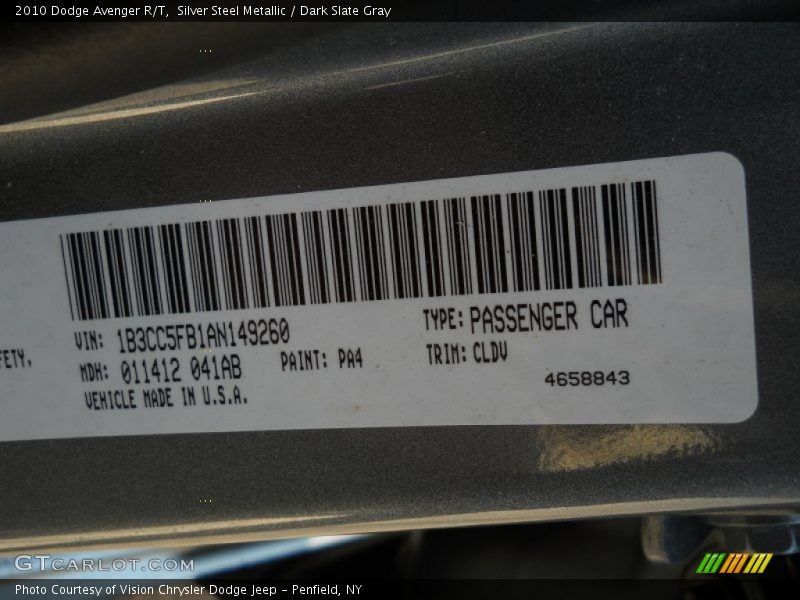 2010 Dodge Avenger R/T,  Silver Steel Metallic / Dark Slate Gray
FETY.
VIN: 1B3CC5FB1AN149260
TYPE: PASSENGER CAR
MDH: 011412 041AB
PAINT: PA4
TRIM: CLDV
VEHICLE MADE IN U.S.A.
4658843
GTCARLOT.COM
Photo Courtesy of Vision Chrysler Dodge Jeep – Penfield, NY